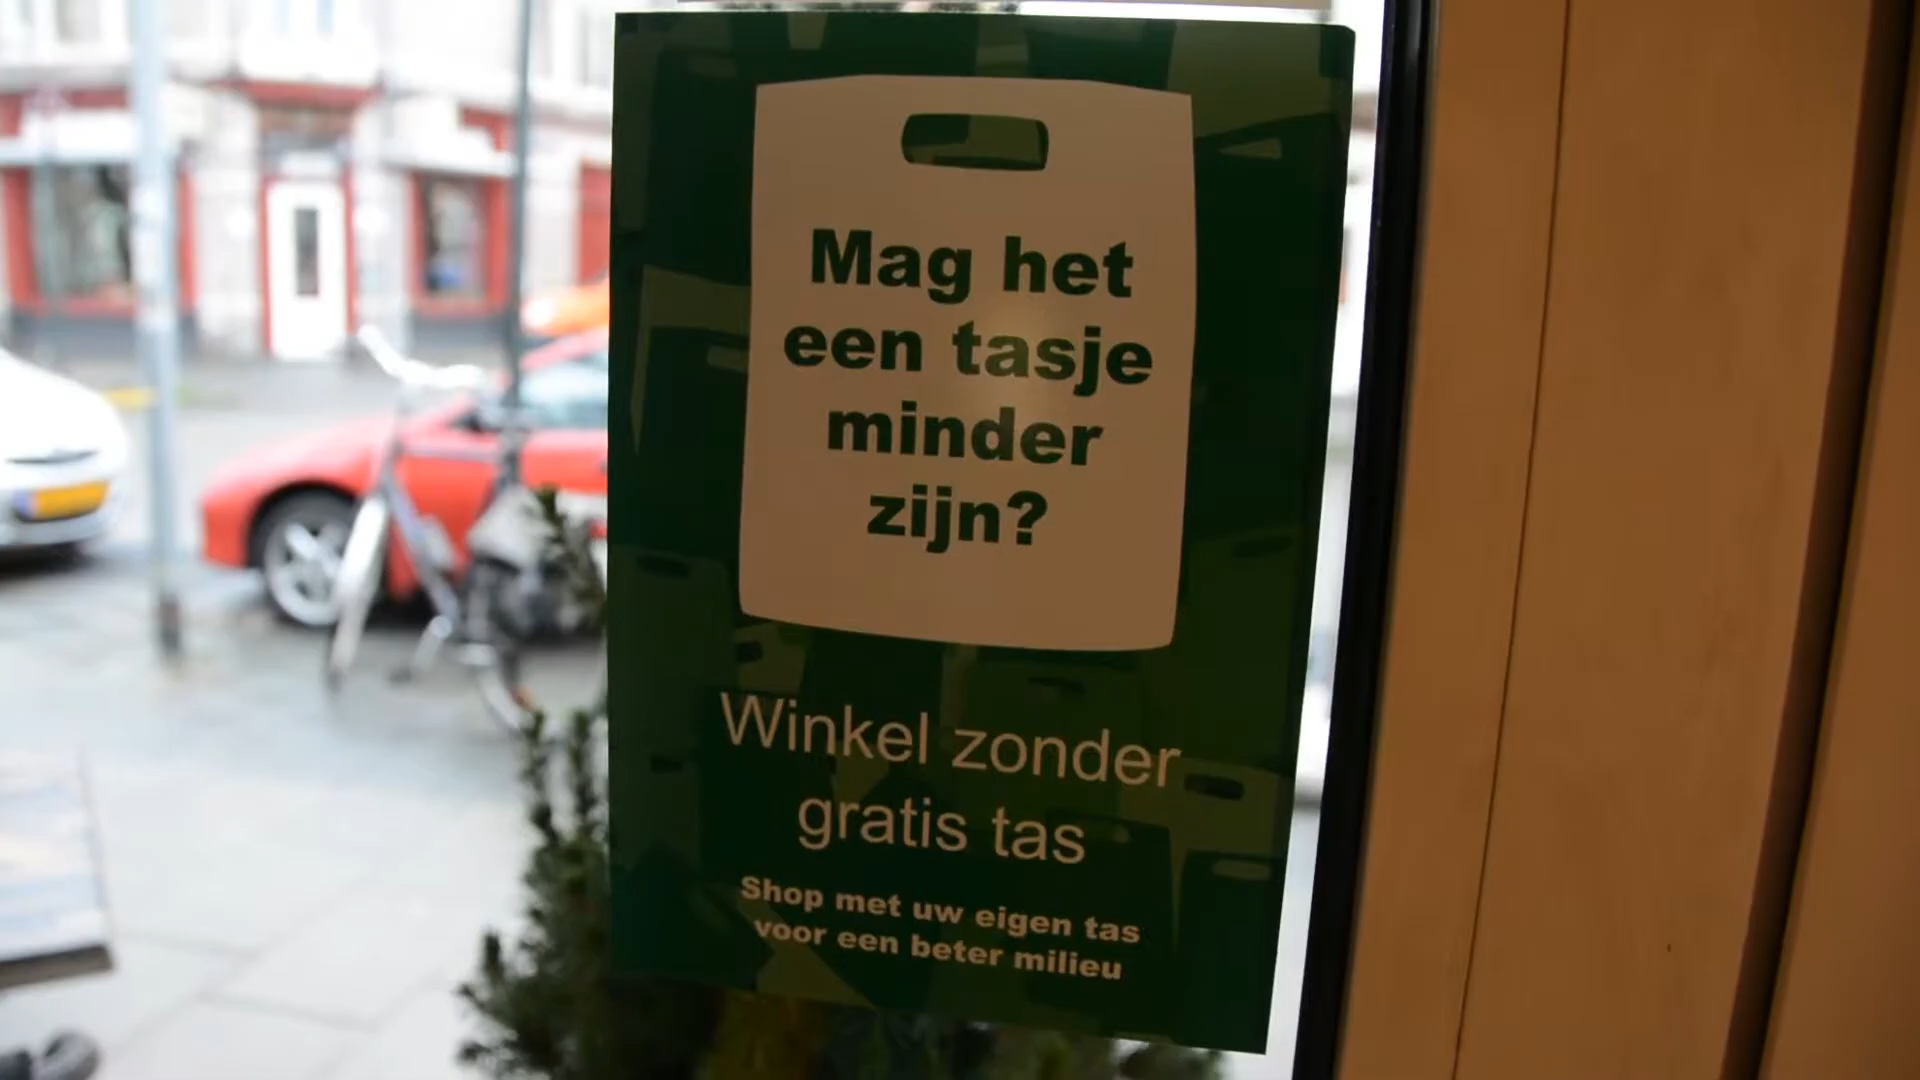 Mag het
een tasje
minder
zijn?
Winkel zonder
gratis tas
Shop met uw eigen tas
voor een beter milieu